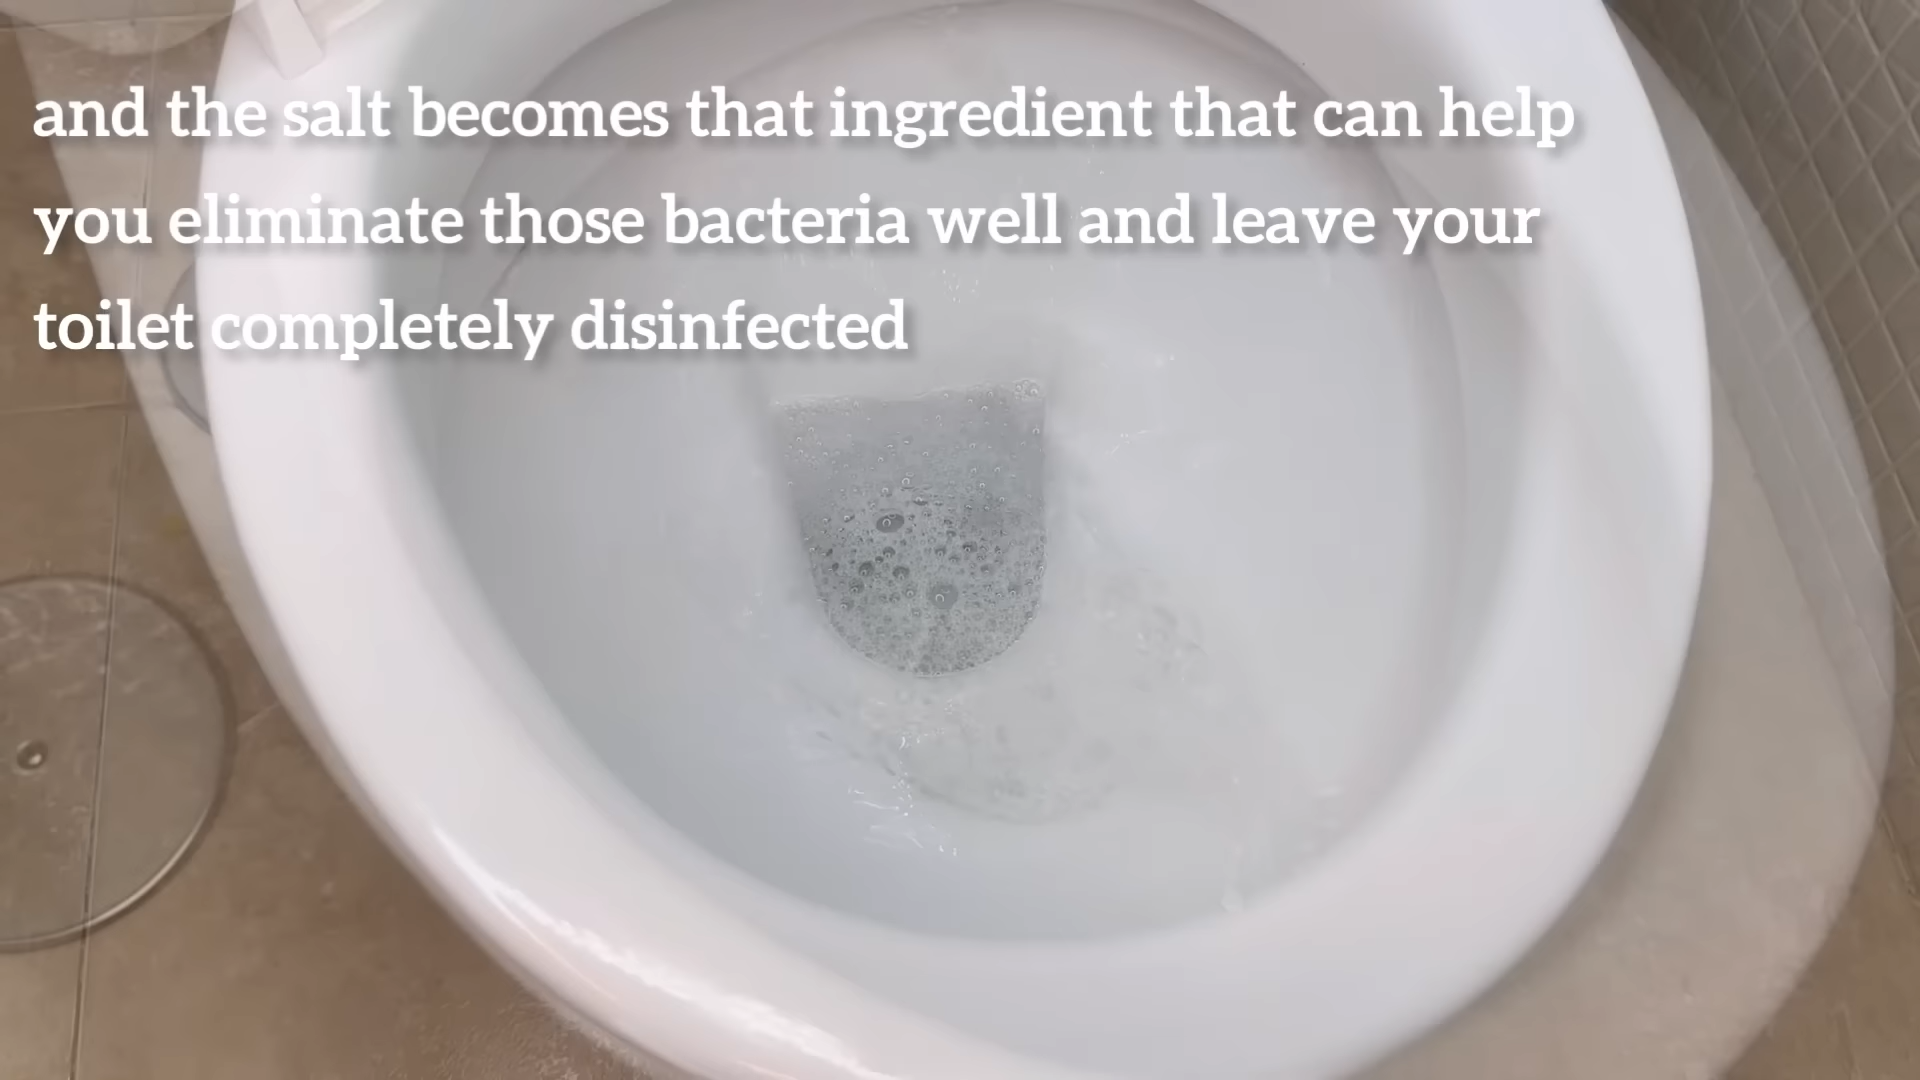 and the salt becomes that ingredient that can help
you eliminate those bacteria well and leave your
toilet completely disinfected